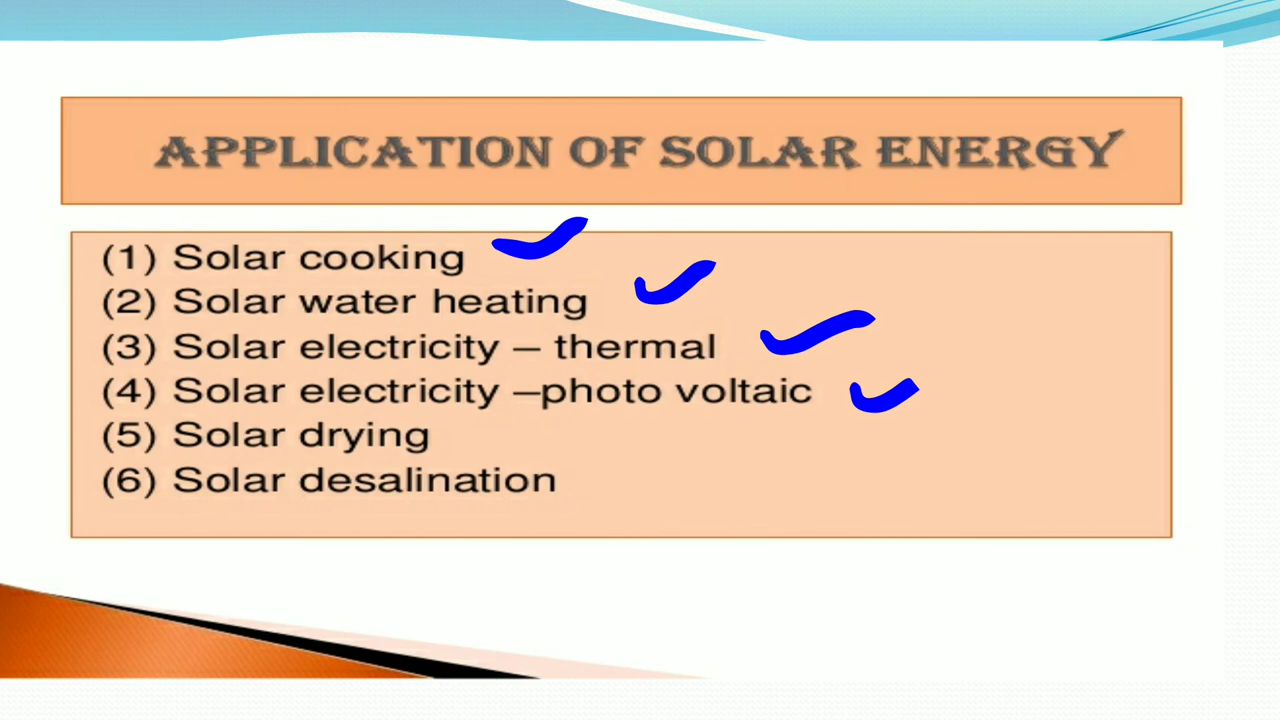 APPLICATION OF SOLAR ENERGY
(1) Solar cooking
(2) Solar water heating
(3) Solar electricity – thermal
(4) Solar electricity –photo voltaic
(5) Solar drying
(6) Solar desalination